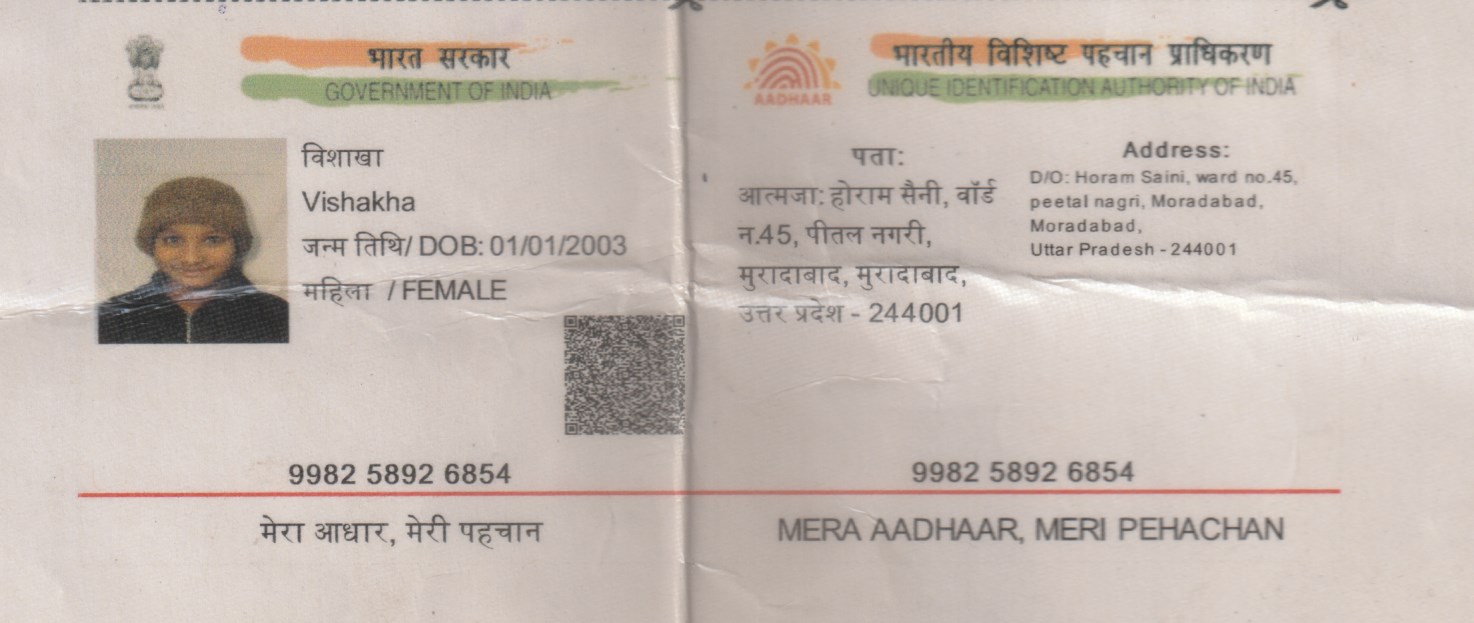 भारत सरकार
GOVERNMENT OF INDIA
विशाखा
Vishakha
जन्म तिथि/ DOB: 01/01/2003
महिला / FEMALE
9982 5892 6854
मेरा आधार, मेरी पहचान
भारतीय विशिष्ट पहचान प्राधिकरण
UNIQUE IDENTIFICATION AUTHORITY OF INDIA
AADHAAR
पता:
आत्मजा: होराम सैनी, वॉर्ड
न.45, पीतल नगरी,
मुरादाबाद, मुरादाबाद,
उत्तर प्रदेश - 244001
Address:
D/O: Horam Saini, ward no.45,
peetal nagri, Moradabad,
Moradabad,
Uttar Pradesh - 244001
9982 5892 6854
MERA AADHAAR, MERI PEHACHAN